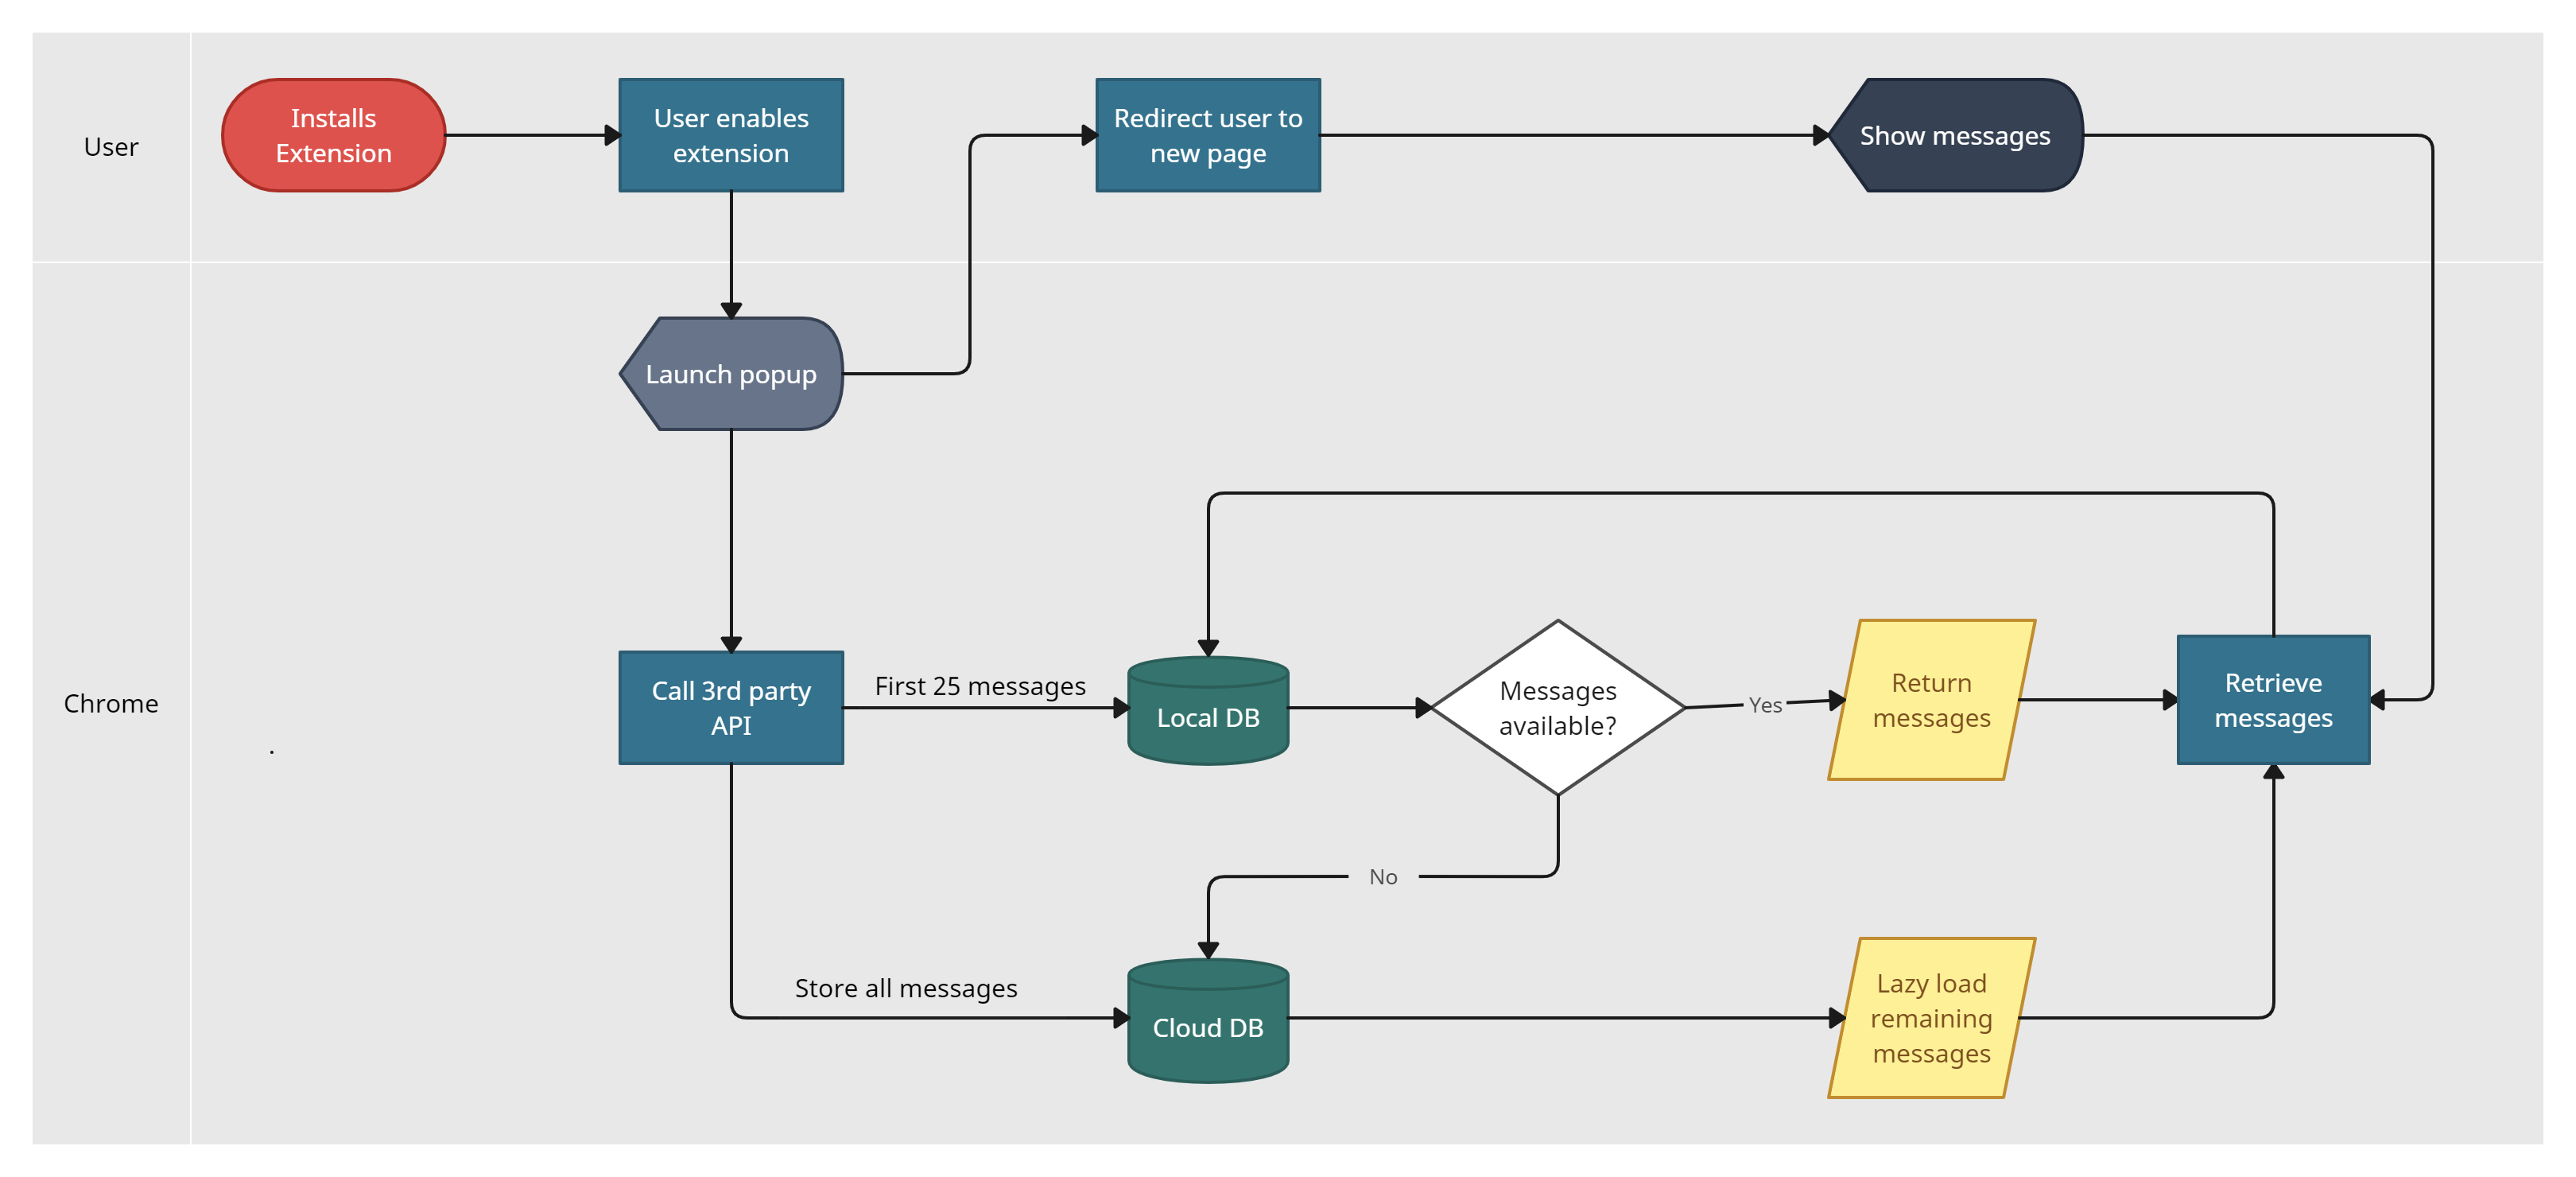 User
Installs
Extension
User enables
extension
Redirect user to
new page
Show messages
Chrome
Launch popup
Call 3rd party
API
First 25 messages
Local DB
Messages
available?
Yes
Return
messages
Retrieve
messages
.
No
Store all messages
Cloud DB
Lazy load
remaining
messages